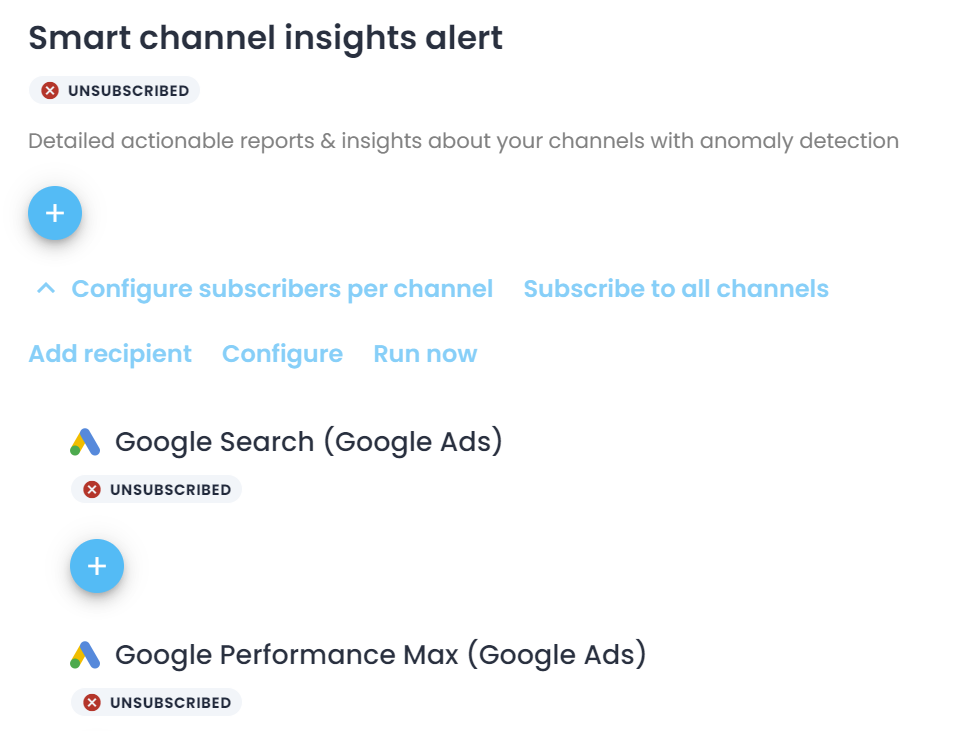 Smart channel insights alert
UNSUBSCRIBED
Detailed actionable reports & insights about your channels with anomaly detection
Configure subscribers per channel Subscribe to all channels
Add recipient Configure Run now
Google Search (Google Ads)
UNSUBSCRIBED
Google Performance Max (Google Ads)
UNSUBSCRIBED